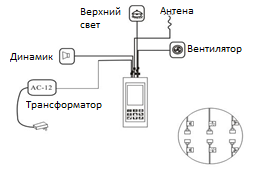 Верхний
свет
Антена
Динамик
Вентилятор
AC-12
Трансформатор